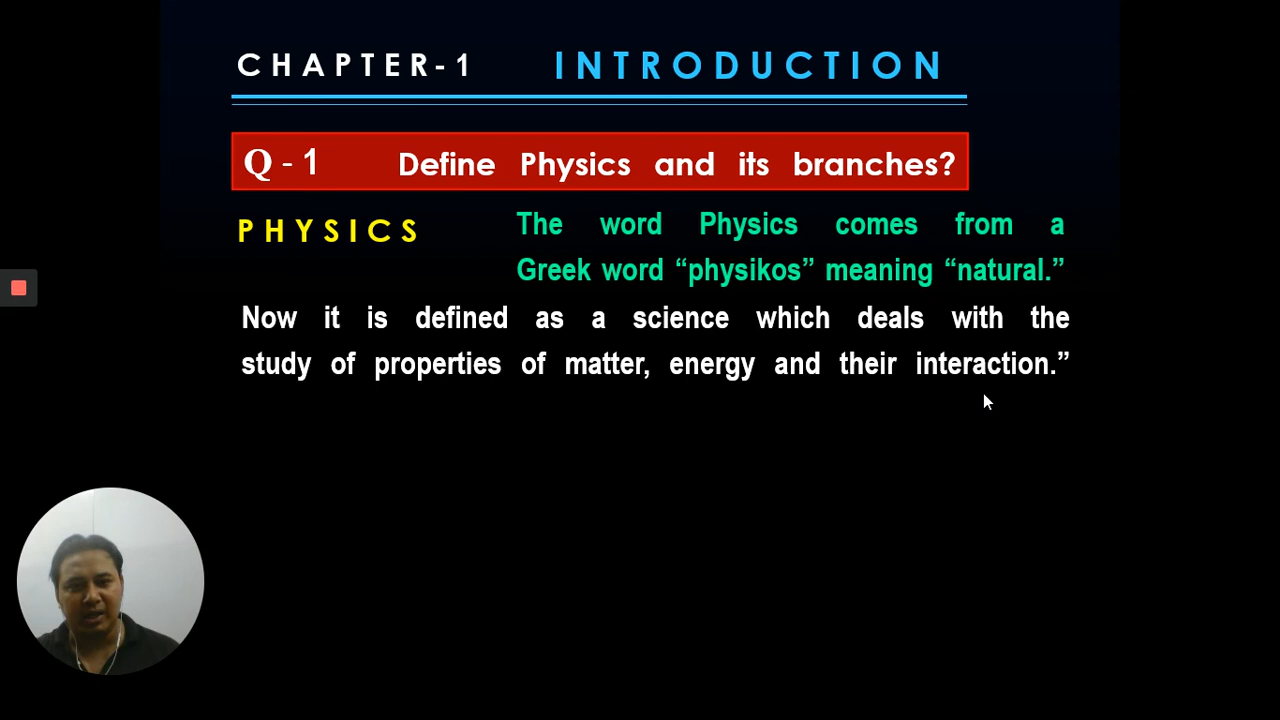 CHAPTER-1 INTRODUCTION
Q - 1 Define Physics and its branches?
PHYSICS The word Physics comes from a
Greek word “physikos” meaning “natural.”
Now it is defined as a science which deals with the
study of properties of matter, energy and their interaction.”